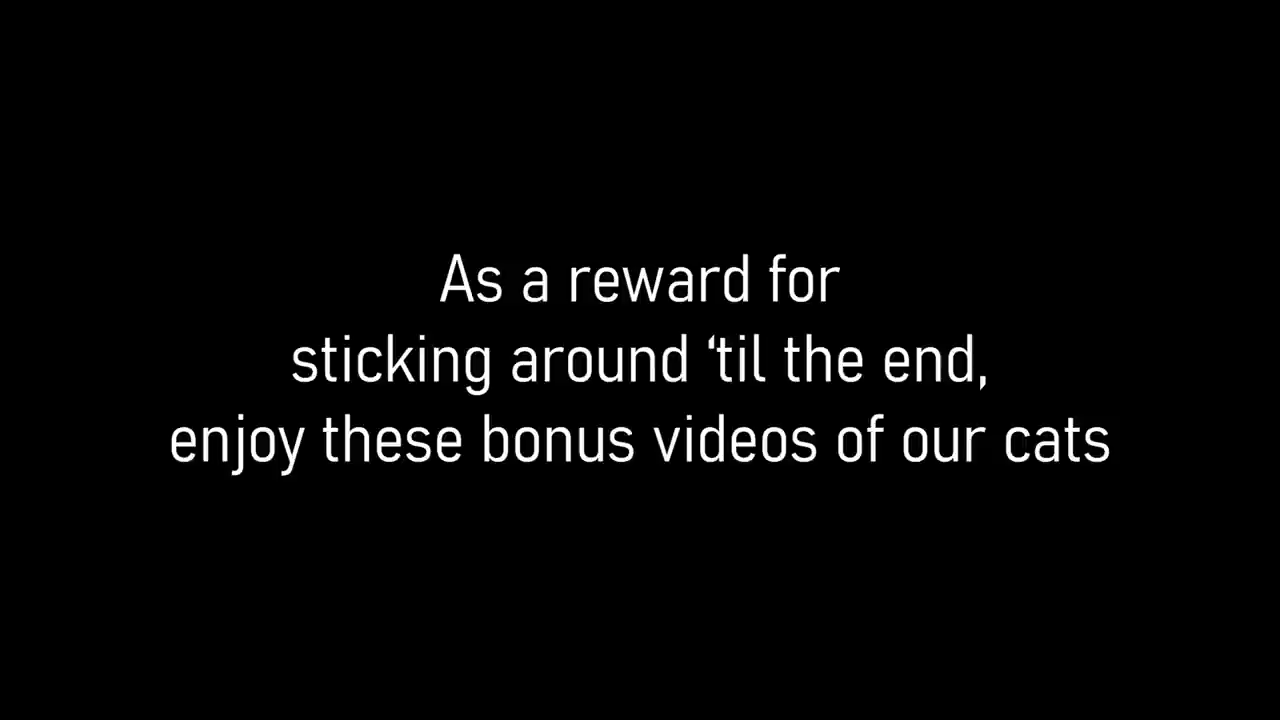 As a reward for
sticking around ‘til the end,
enjoy these bonus videos of our cats